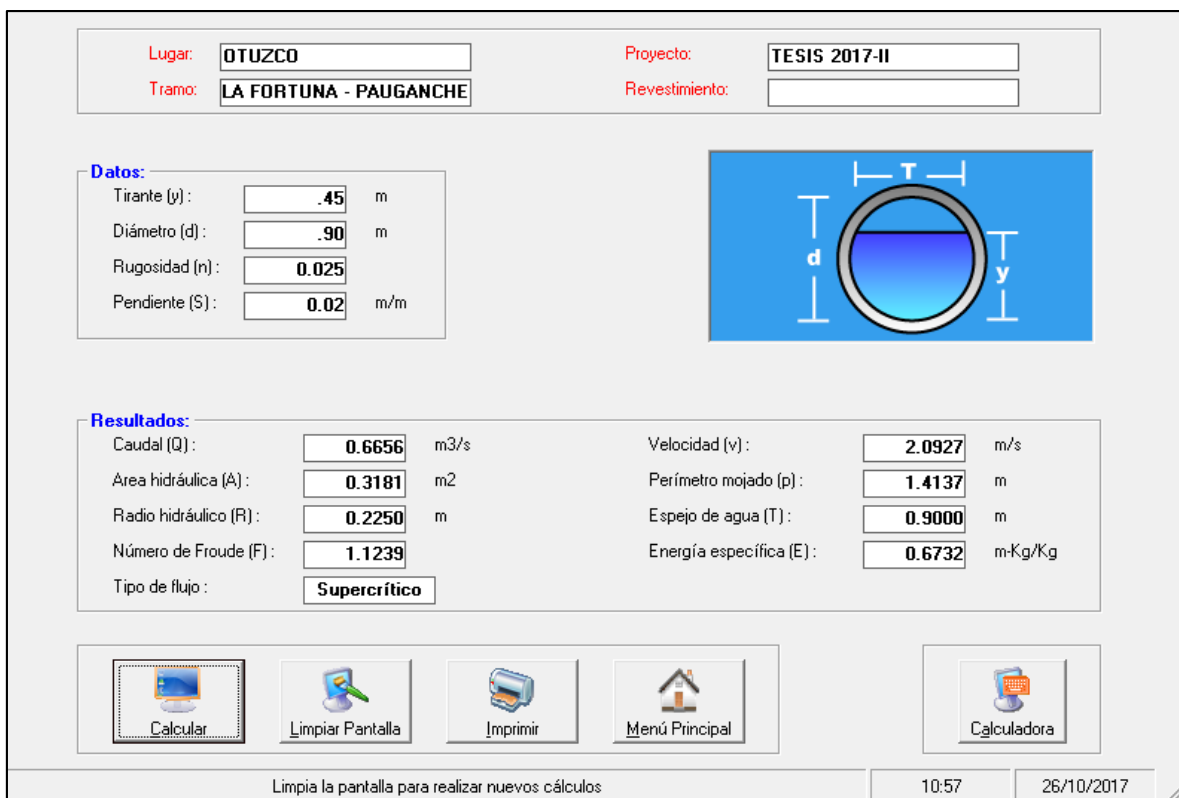 Lugar: OTUZCO Proyecto: TESIS 2017-II
Tramo: LA FORTUNA - PAUGANCHE Revestimiento:
Datos:
Tirante (y) : .45 m
Diámetro (d) : .90 m
Rugosidad (n) : 0.025
Pendiente (S) : 0.02 m/m
T
d
y
Resultados:
Caudal (Q) : 0.6656 m3/s Velocidad (v) : 2.0927 m/s
Area hidráulica (A) : 0.3181 m2 Perímetro mojado (p) : 1.4137 m
Radio hidráulico (R) : 0.2250 m Espejo de agua (T) : 0.9000 m
Número de Froude (F) : 1.1239 Energía específica (E) : 0.6732 m-Kg/Kg
Tipo de flujo : Supercrítico
Calcular Limpiar Pantalla Imprimir Menú Principal Calculadora
Limpia la pantalla para realizar nuevos cálculos 10:57 26/10/2017